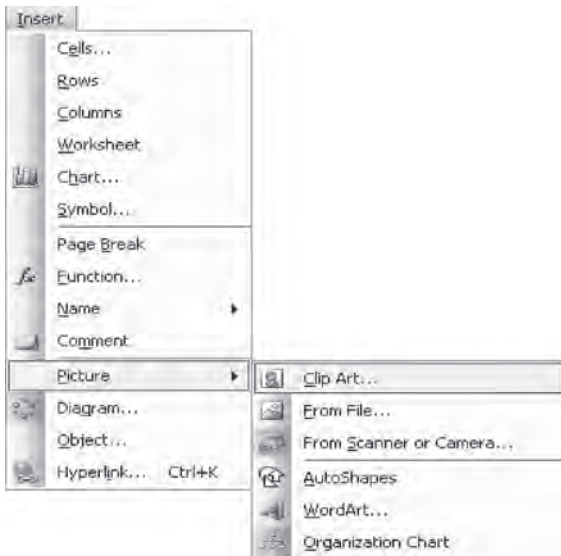 Insert
Cells...
Rows
Columns
Worksheet
Chart...
Symbol...
Page Break
Function...
Name
Comment
Picture
Clip Art...
Diagram...
From File...
Object...
From Scanner or Camera...
Hyperlink... Ctrl+K
AutoShapes
WordArt...
Organization Chart